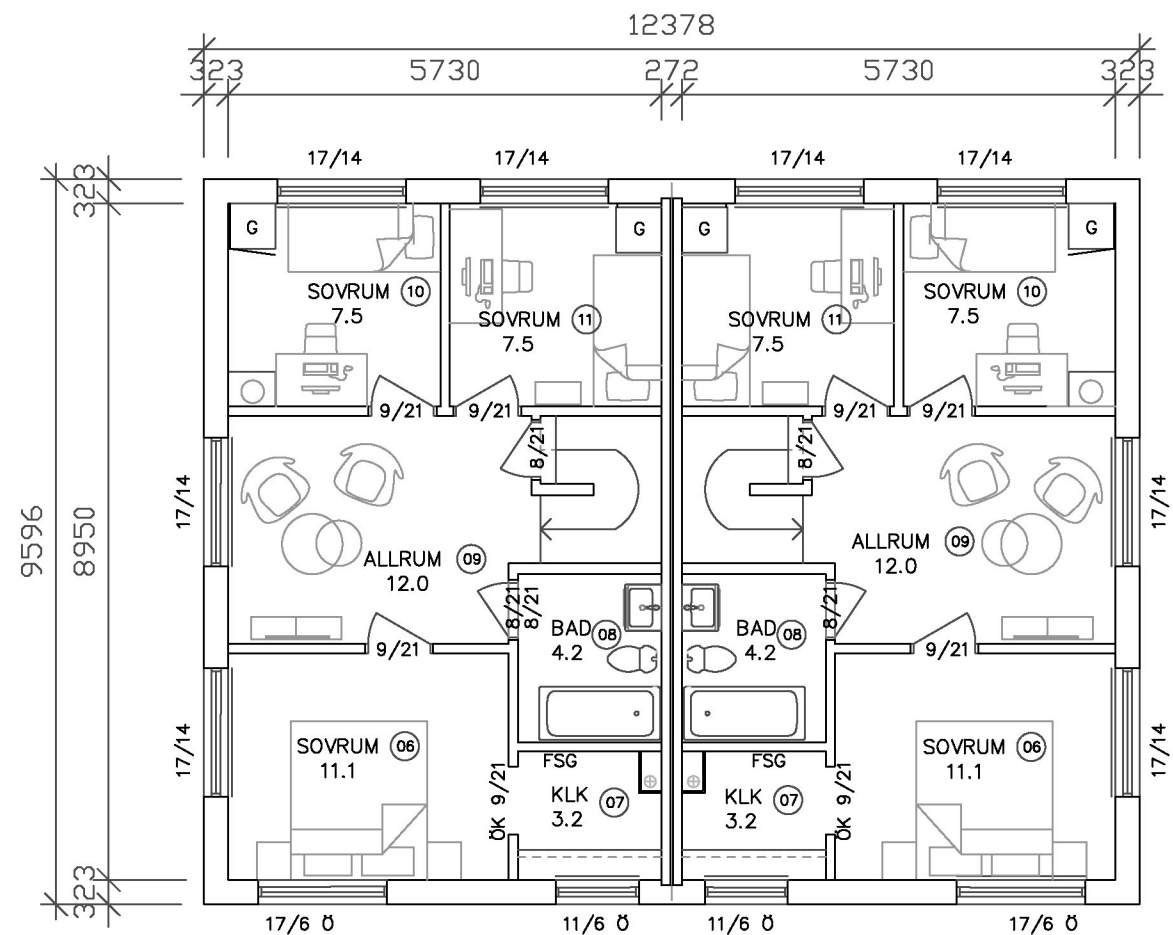 12378
323 5730 272 5730 323
17/14 17/14 17/14 17/14
323
G G G G
SOVRUM 10
7.5
SOVRUM 11
7.5
SOVRUM 11
7.5
SOVRUM 10
7.5
9/21 9/21 9/21 9/21
8/21 8/21
17/14 17/14
9596
8950
ALLRUM 09
12.0
ALLRUM 09
12.0
8/21
8/21
8/21
BAD 08
4.2
BAD 08
4.2
9/21 9/21
17/14 17/14
SOVRUM 06
11.1
SOVRUM 06
11.1
FSG FSG
ÖK 9/21
ÖK 9/21
KLK 07
3.2
KLK 07
3.2
323
17/6 Ö 11/6 Ö 11/6 Ö 17/6 Ö